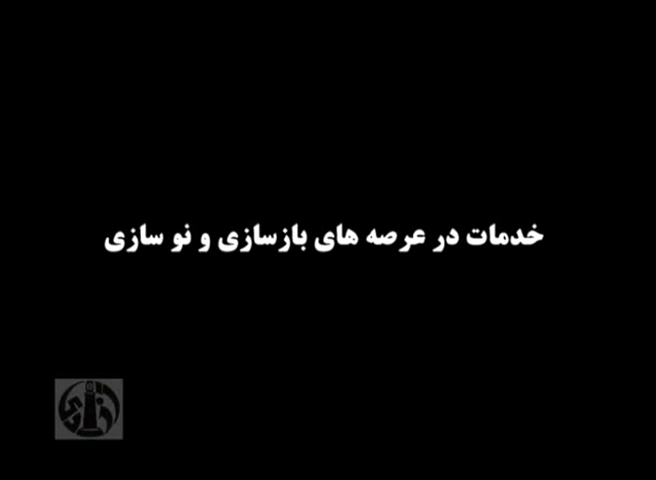 خدمات در عرصه های بازسازی و نو سازی